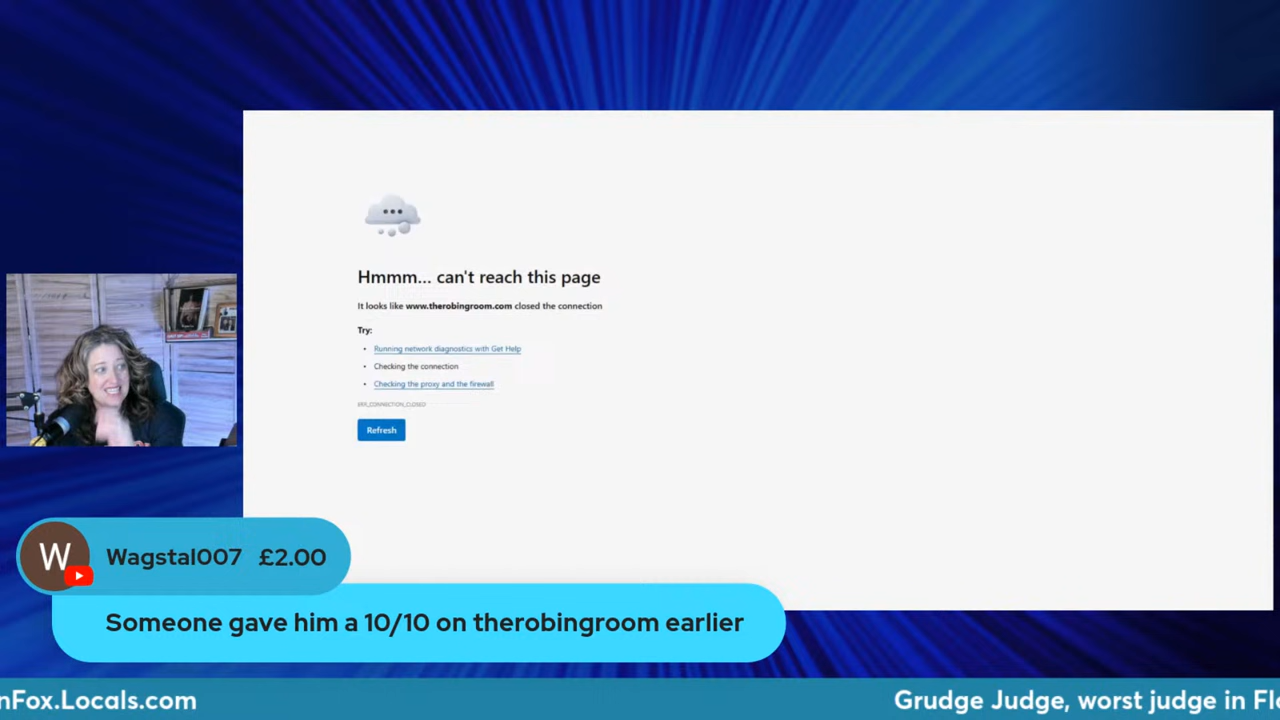 Hmmm... can't reach this page
It looks like www.therobingroom.com closed the connection
Try:
• Running network diagnostics with Get Help
• Checking the connection
• Checking the proxy and the firewall
ERR_CONNECTION_CLOSED
Refresh
W
Wagstal007 £2.00
Someone gave him a 10/10 on therobingroom earlier
nFox.Locals.com
Grudge Judge, worst judge in Fl